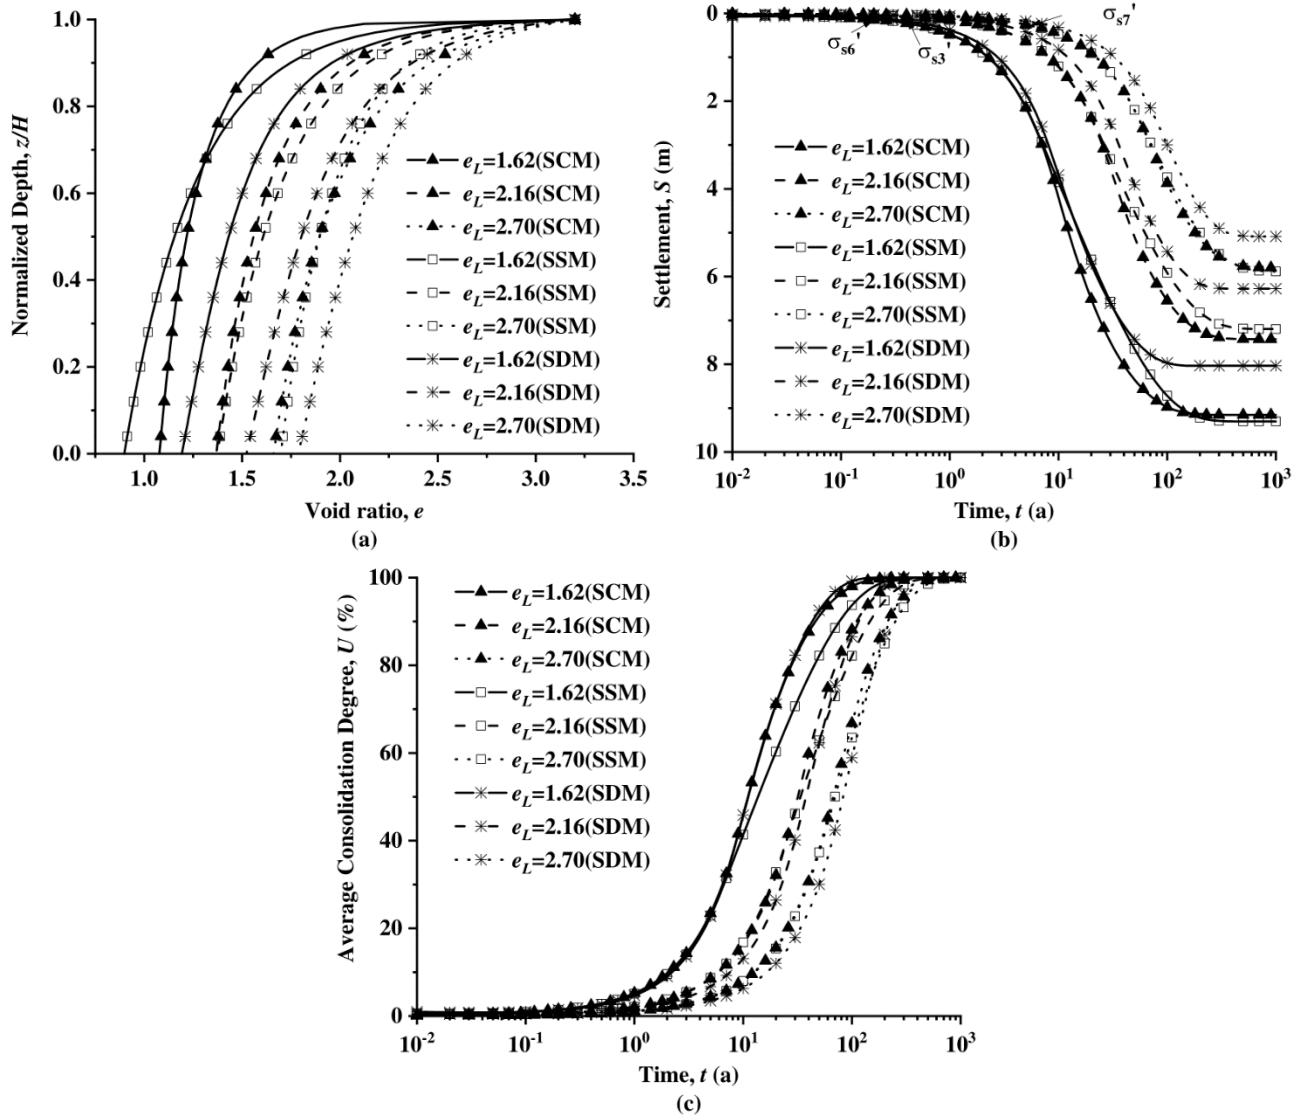 1.0
0.8
0.6
0.4
0.2
0.0
Normalized Depth, z/H
1.0 1.5 2.0 2.5 3.0 3.5
Void ratio, e
(a)
e_L=1.62(SCM)
e_L=2.16(SCM)
e_L=2.70(SCM)
e_L=1.62(SSM)
e_L=2.16(SSM)
e_L=2.70(SSM)
e_L=1.62(SDM)
e_L=2.16(SDM)
e_L=2.70(SDM)
0
2
4
6
8
10
Settlement, S (m)
σ_s6'
σ_s3'
σ_s7'
e_L=1.62(SCM)
e_L=2.16(SCM)
e_L=2.70(SCM)
e_L=1.62(SSM)
e_L=2.16(SSM)
e_L=2.70(SSM)
e_L=1.62(SDM)
e_L=2.16(SDM)
e_L=2.70(SDM)
10^-2 10^-1 10^0 10^1 10^2 10^3
Time, t (a)
(b)
100
80
60
40
20
0
Average Consolidation Degree, U (%)
e_L=1.62(SCM)
e_L=2.16(SCM)
e_L=2.70(SCM)
e_L=1.62(SSM)
e_L=2.16(SSM)
e_L=2.70(SSM)
e_L=1.62(SDM)
e_L=2.16(SDM)
e_L=2.70(SDM)
10^-2 10^-1 10^0 10^1 10^2 10^3
Time, t (a)
(c)